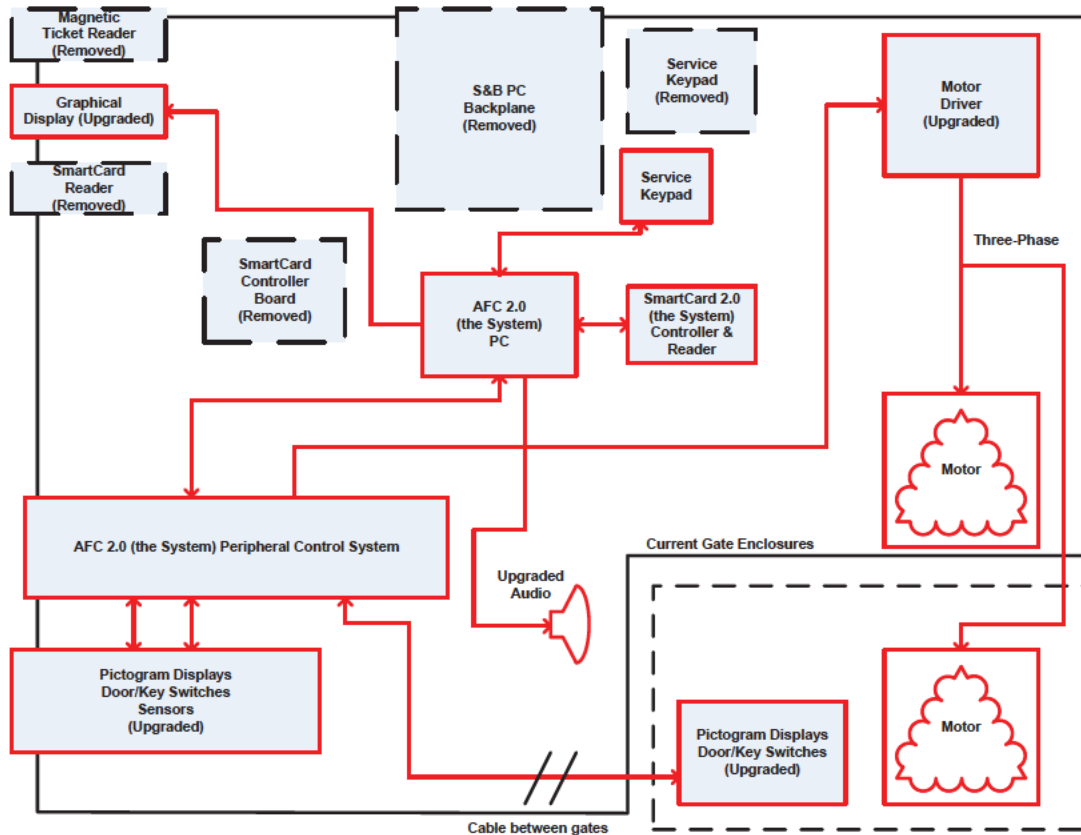 Magnetic
Ticket Reader
(Removed)
Graphical
Display (Upgraded)
SmartCard
Reader
(Removed)
S&B PC
Backplane
(Removed)
Service
Keypad
(Removed)
Motor
Driver
(Upgraded)
Service
Keypad
Three-Phase
SmartCard
Controller
Board
(Removed)
AFC 2.0
(the System)
PC
SmartCard 2.0
(the System)
Controller &
Reader
Motor
AFC 2.0 (the System) Peripheral Control System
Current Gate Enclosures
Upgraded
Audio
Pictogram Displays
Door/Key Switches
Sensors
(Upgraded)
Pictogram Displays
Door/Key Switches
(Upgraded)
Motor
Cable between gates